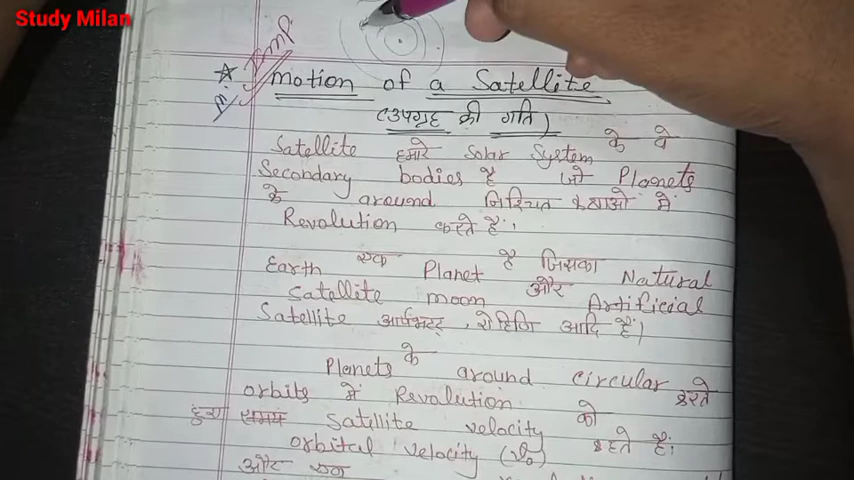 Study Milan
Imp
motion of a Satellite
(उपग्रह की गति)
Satellite हमारे Solar System के वे
Secondary bodies है जो Planets
के around निश्चित कक्षाओ में
Revolution करते हैं।
Earth एक Planet है जिसका Natural
Satellite moon और Artificial
Satellite आर्यभट्ट, रोहिणि आदि हैं।
Planets के around circular
orbits में Revolution करते
हुए समय Satellite velocity को
orbital velocity (v₀) कहते हैं।
और